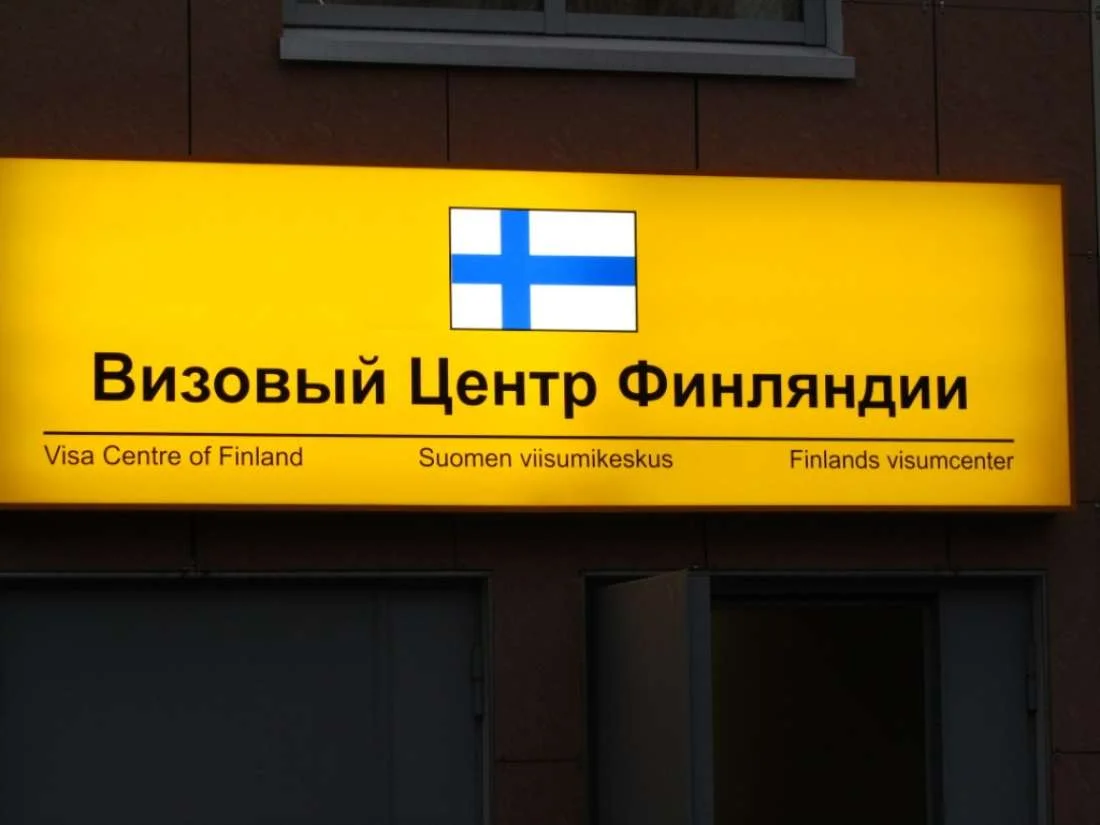 Визовый Центр Финляндии
Visa Centre of Finland Suomen viisumikeskus Finlands visumcenter